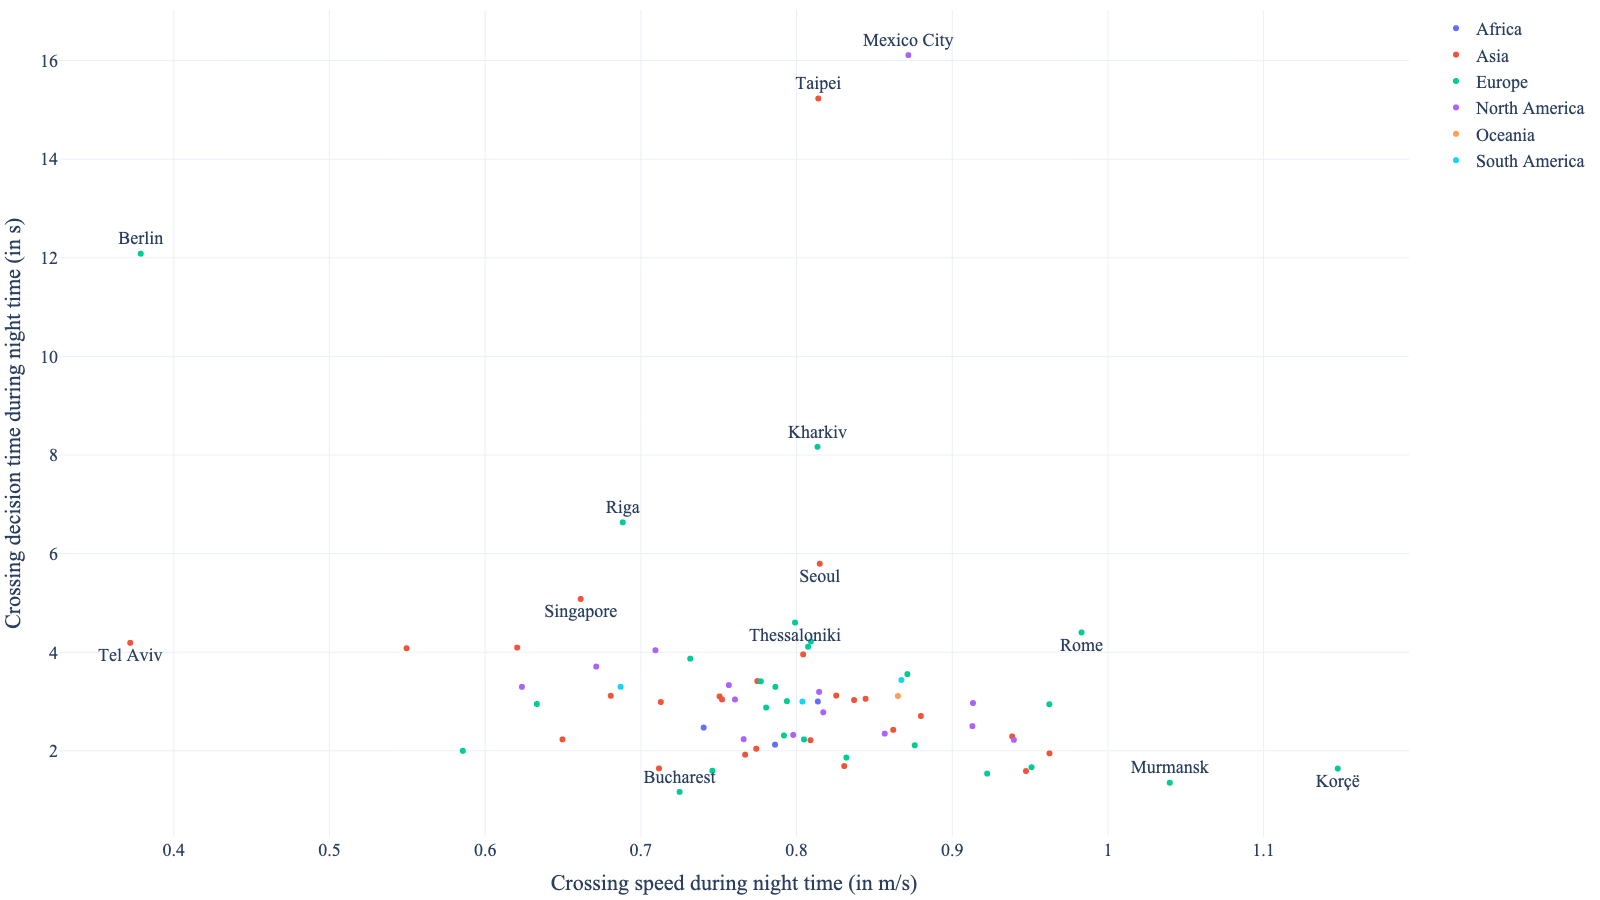 Mexico City
Taipei
Berlin
Kharkiv
Riga
Seoul
Singapore
Thessaloniki
Rome
Tel Aviv
Bucharest
Murmansk
Korçë
16
14
12
10
8
6
4
2
0.4
0.5
0.6
0.7
0.8
0.9
1
1.1
Crossing speed during night time (in m/s)
Crossing decision time during night time (in s)
Africa
Asia
Europe
North America
Oceania
South America